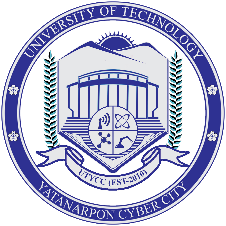 UNIVERSITY OF TECHNOLOGY
UTYCC (EST-2010)
YATANARPON CYBER CITY